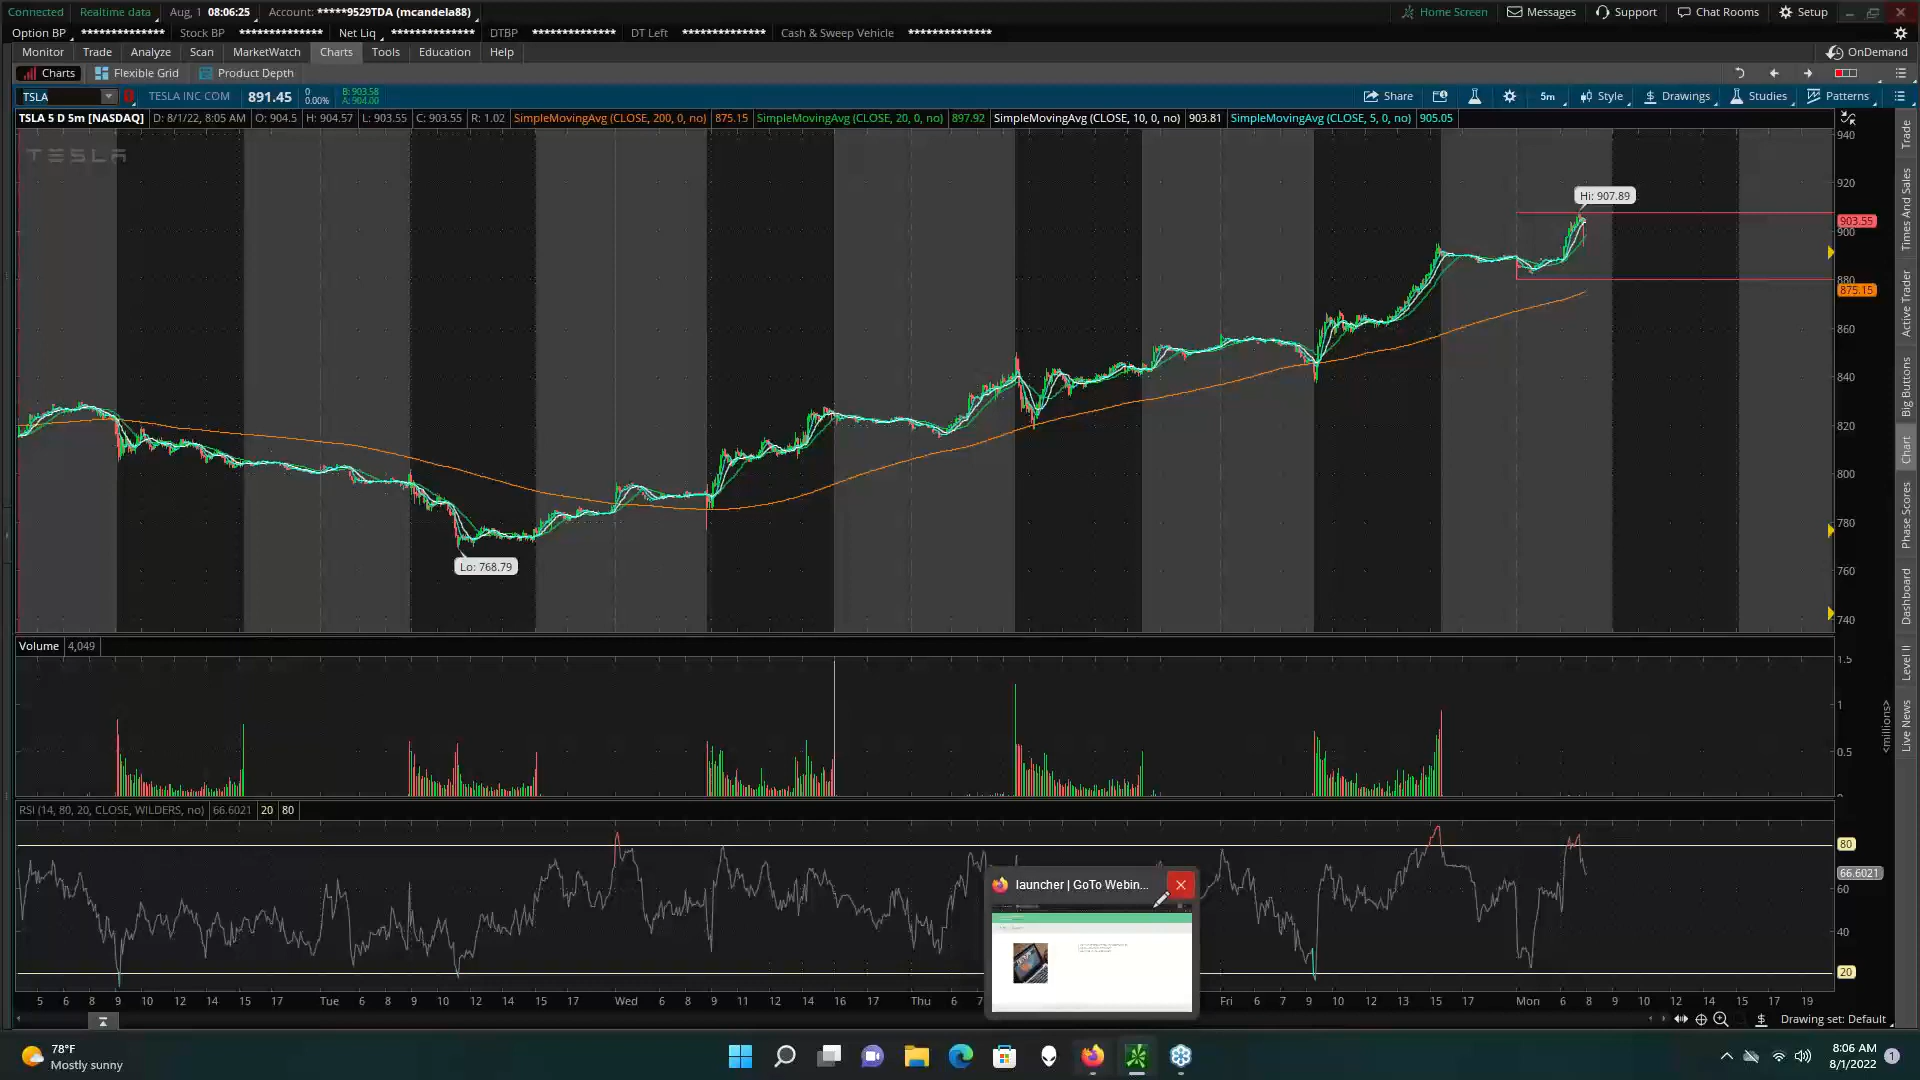 Connected Realtime data Aug, 1 08:06:25 Account: *****9529TDA (mcandela88) Home Screen Messages Support Chat Rooms Setup
Option BP ************** Stock BP ************** Net Liq ************** DTBP ************** DT Left ************** Cash & Sweep Vehicle **************
Monitor Trade Analyze Scan MarketWatch Charts Tools Education Help OnDemand
Charts Flexible Grid Product Depth
TSLA TESLA INC COM 891.45 0 0.00% B: 903.58 A: 904.00 Share 5m Style Drawings Studies Patterns
TSLA 5 D 5m [NASDAQ] D: 8/1/22, 8:05 AM O: 904.5 H: 904.57 L: 903.55 C: 903.55 R: 1.02 SimpleMovingAvg (CLOSE, 200, 0, no) 875.15 SimpleMovingAvg (CLOSE, 20, 0, no) 897.92 SimpleMovingAvg (CLOSE, 10, 0, no) 903.81 SimpleMovingAvg (CLOSE, 5, 0, no) 905.05
TESLA
940
920
Hi: 907.89
903.55
900
880
875.15
860
840
820
800
780
Lo: 768.79
760
740
Trade
Times And Sales
Active Trader
Big Buttons
Chart
Phase Scores
Dashboard
Level II
Live News
Volume 4,049
1.5
1
0.5
<millions>
RSI (14, 80, 20, CLOSE, WILDERS, no) 66.6021 20 80
80
66.6021
60
40
20
launcher | GoTo Webin...
5 6 8 9 10 12 14 15 17 Tue 6 8 9 10 12 14 15 17 Wed 6 8 9 11 12 14 16 17 Thu 6 7 Fri 6 7 9 10 12 13 15 17 Mon 6 8 9 10 12 14 15 17 19
Drawing set: Default
78°F
Mostly sunny
8:06 AM
8/1/2022
1